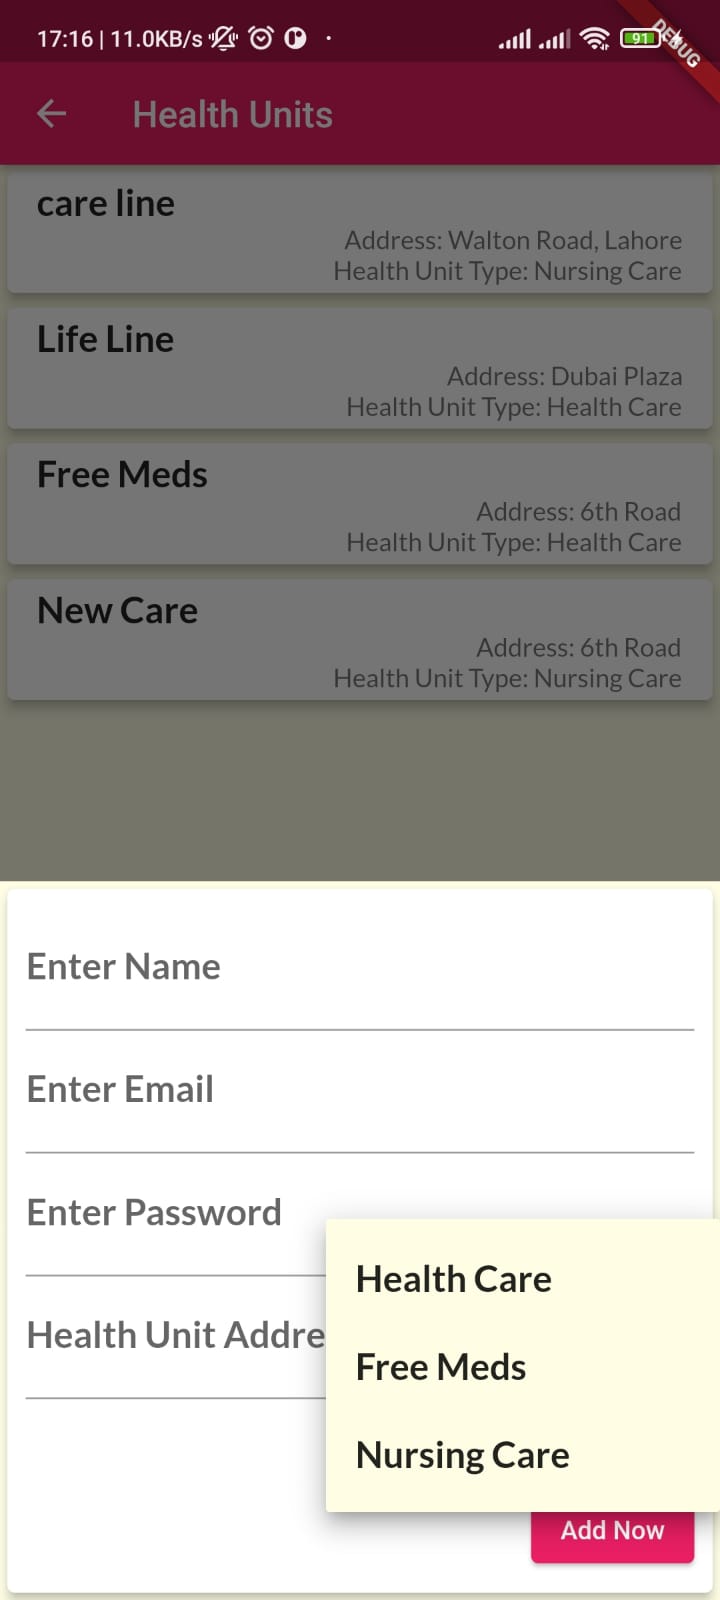 17:16 | 11.0KB/s
91
DEBUG
Health Units
care line
Address: Walton Road, Lahore
Health Unit Type: Nursing Care
Life Line
Address: Dubai Plaza
Health Unit Type: Health Care
Free Meds
Address: 6th Road
Health Unit Type: Health Care
New Care
Address: 6th Road
Health Unit Type: Nursing Care
Enter Name
Enter Email
Enter Password
Health Unit Addre
Health Care
Free Meds
Nursing Care
Add Now